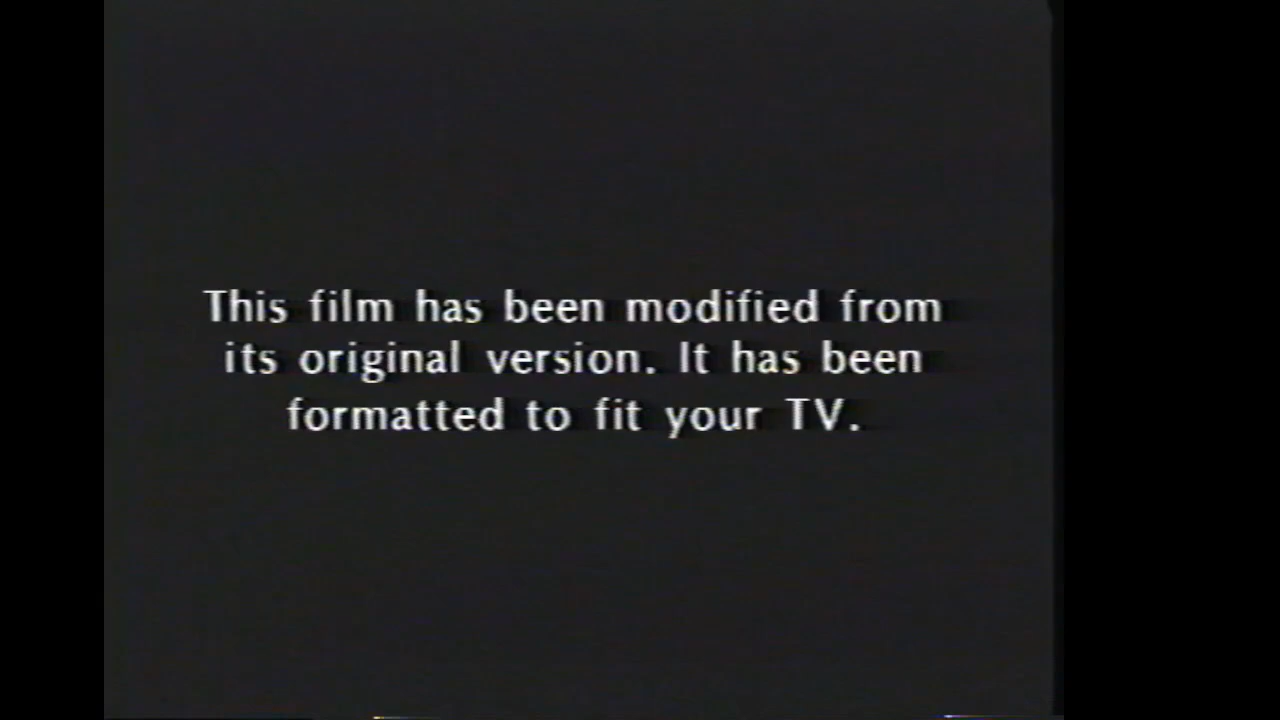 This film has been modified from
its original version. It has been
formatted to fit your TV.